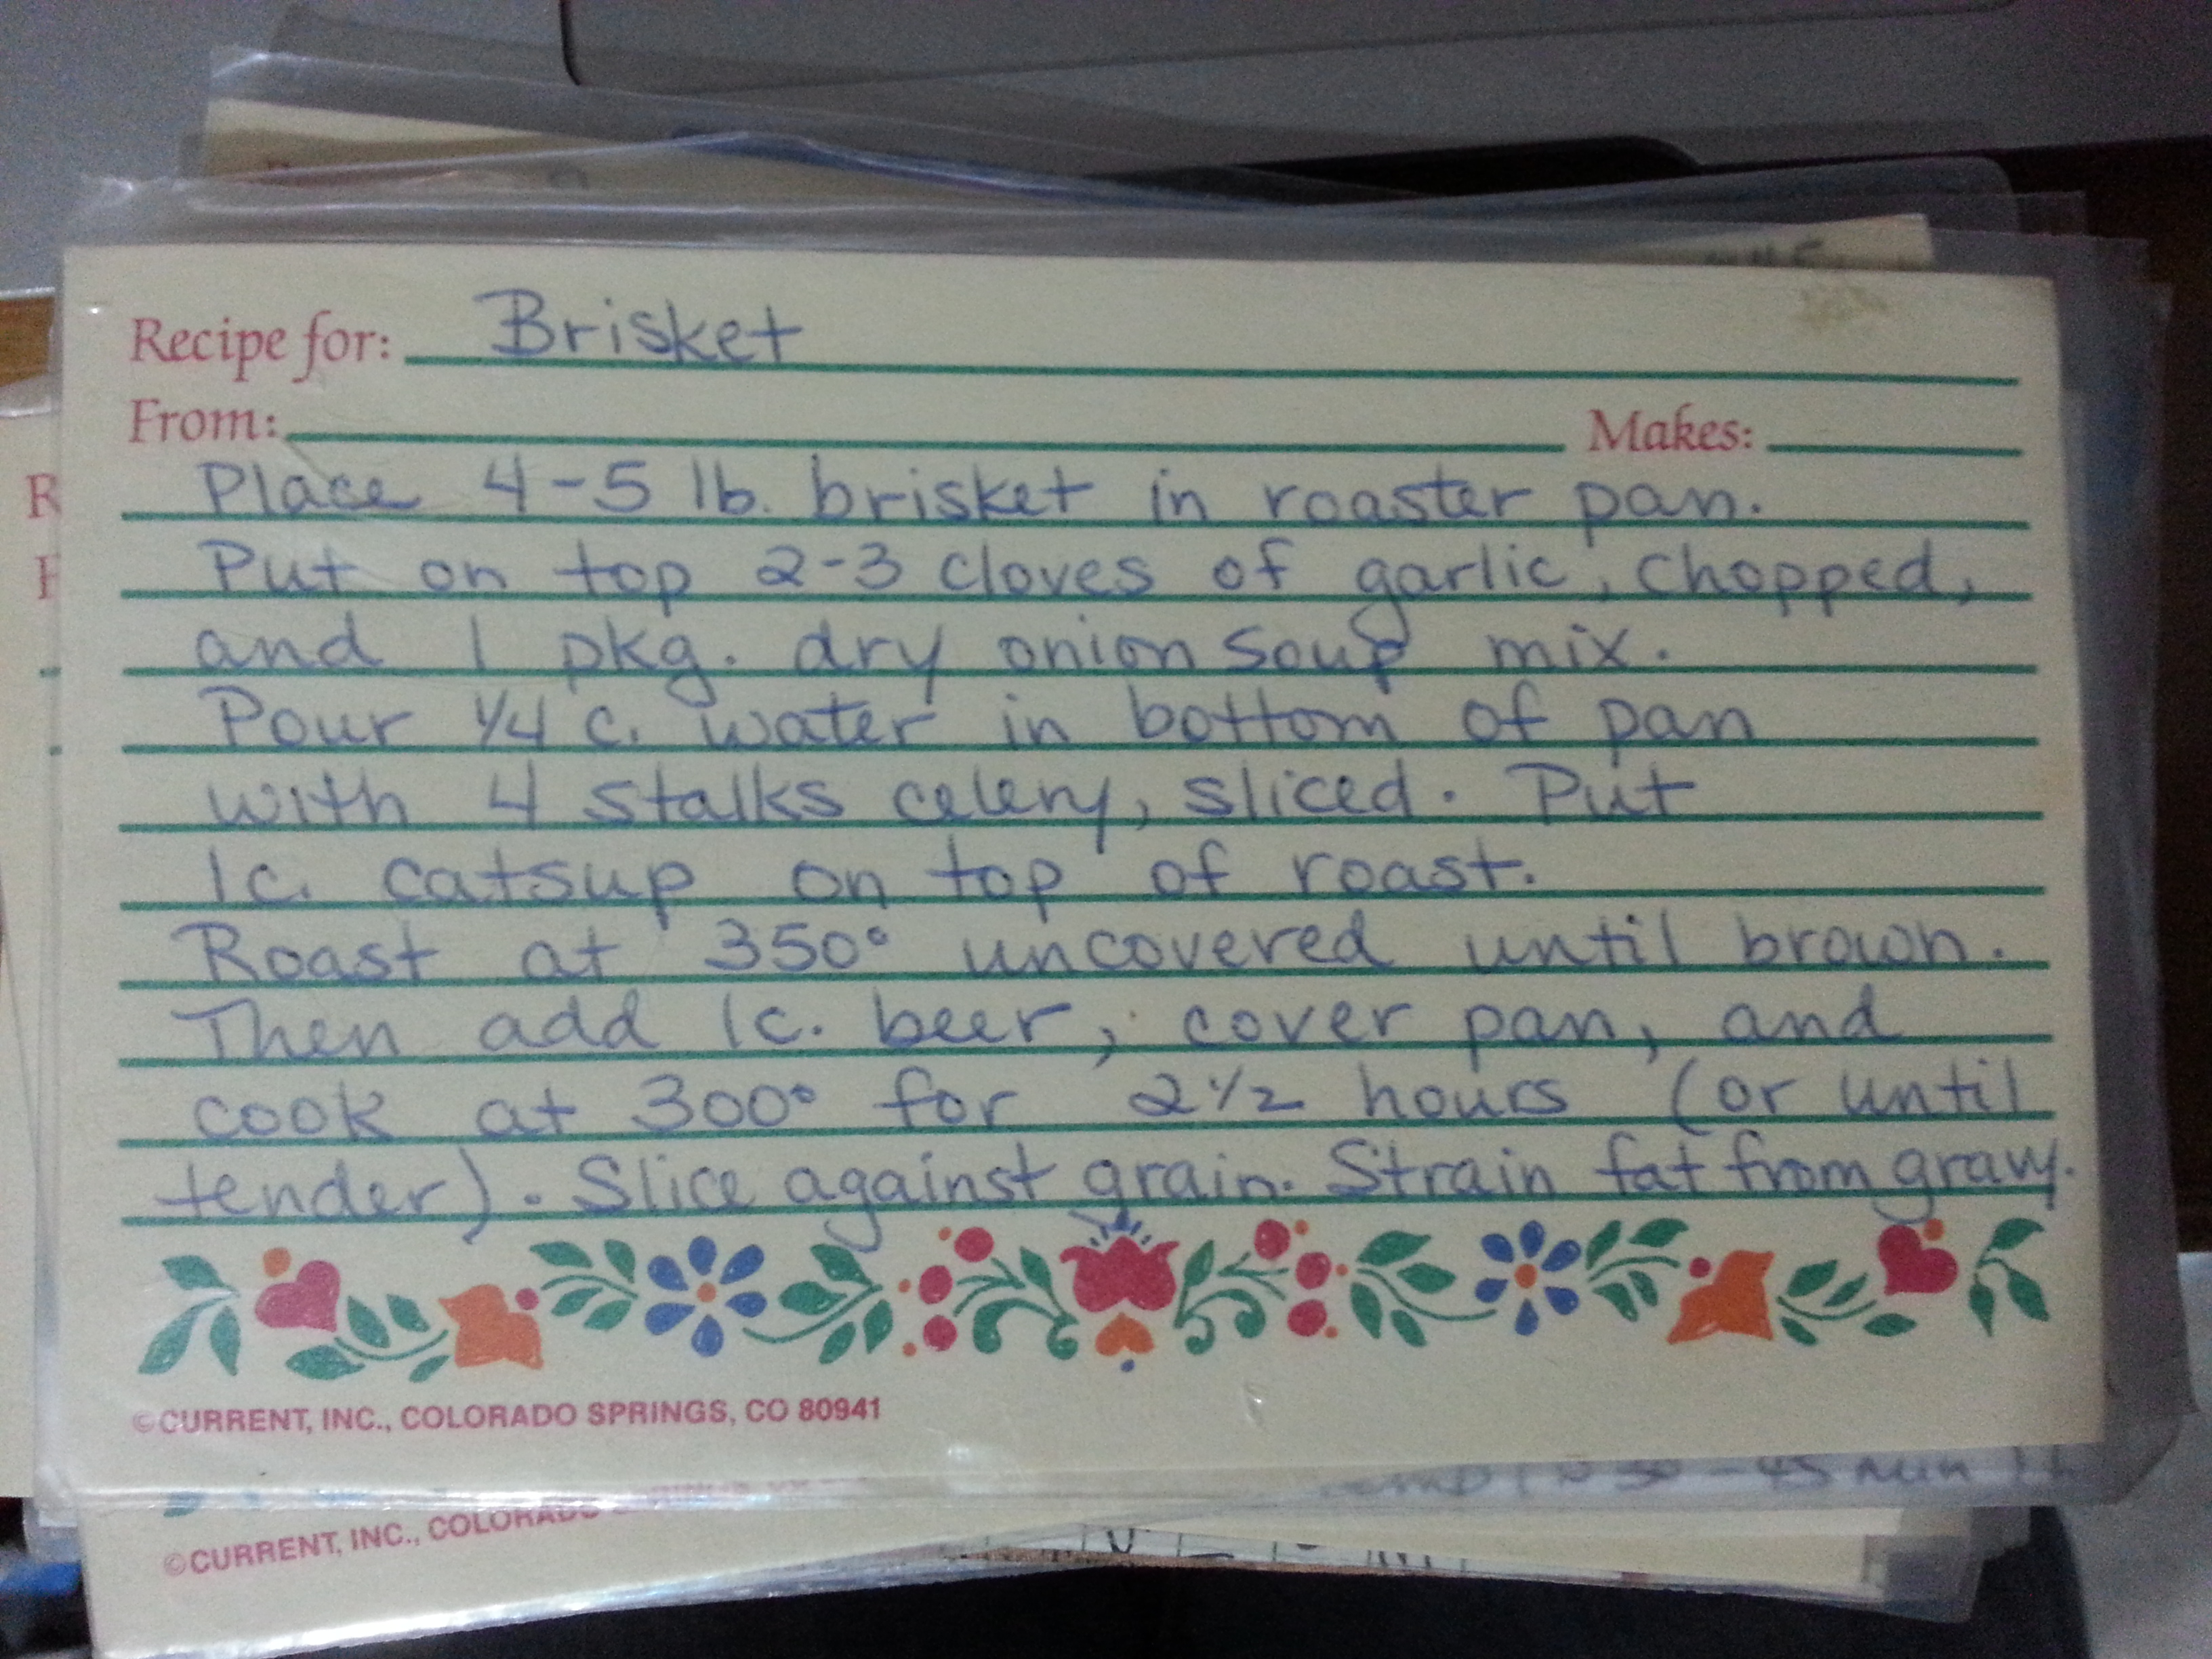 Recipe for: Brisket
From: Makes:
Place 4-5 lb. brisket in roaster pan.
Put on top 2-3 cloves of garlic, chopped,
and 1 pkg. dry onion soup mix.
Pour 1/4 c. water in bottom of pan
with 4 stalks celery, sliced. Put
1c. catsup on top of roast.
Roast at 350° uncovered until brown.
Then add 1c. beer, cover pan, and
cook at 300° for 2 1/2 hours (or until
tender). Slice against grain. Strain fat from gravy.
©CURRENT, INC., COLORADO SPRINGS, CO 80941
©CURRENT, INC., COLORADO